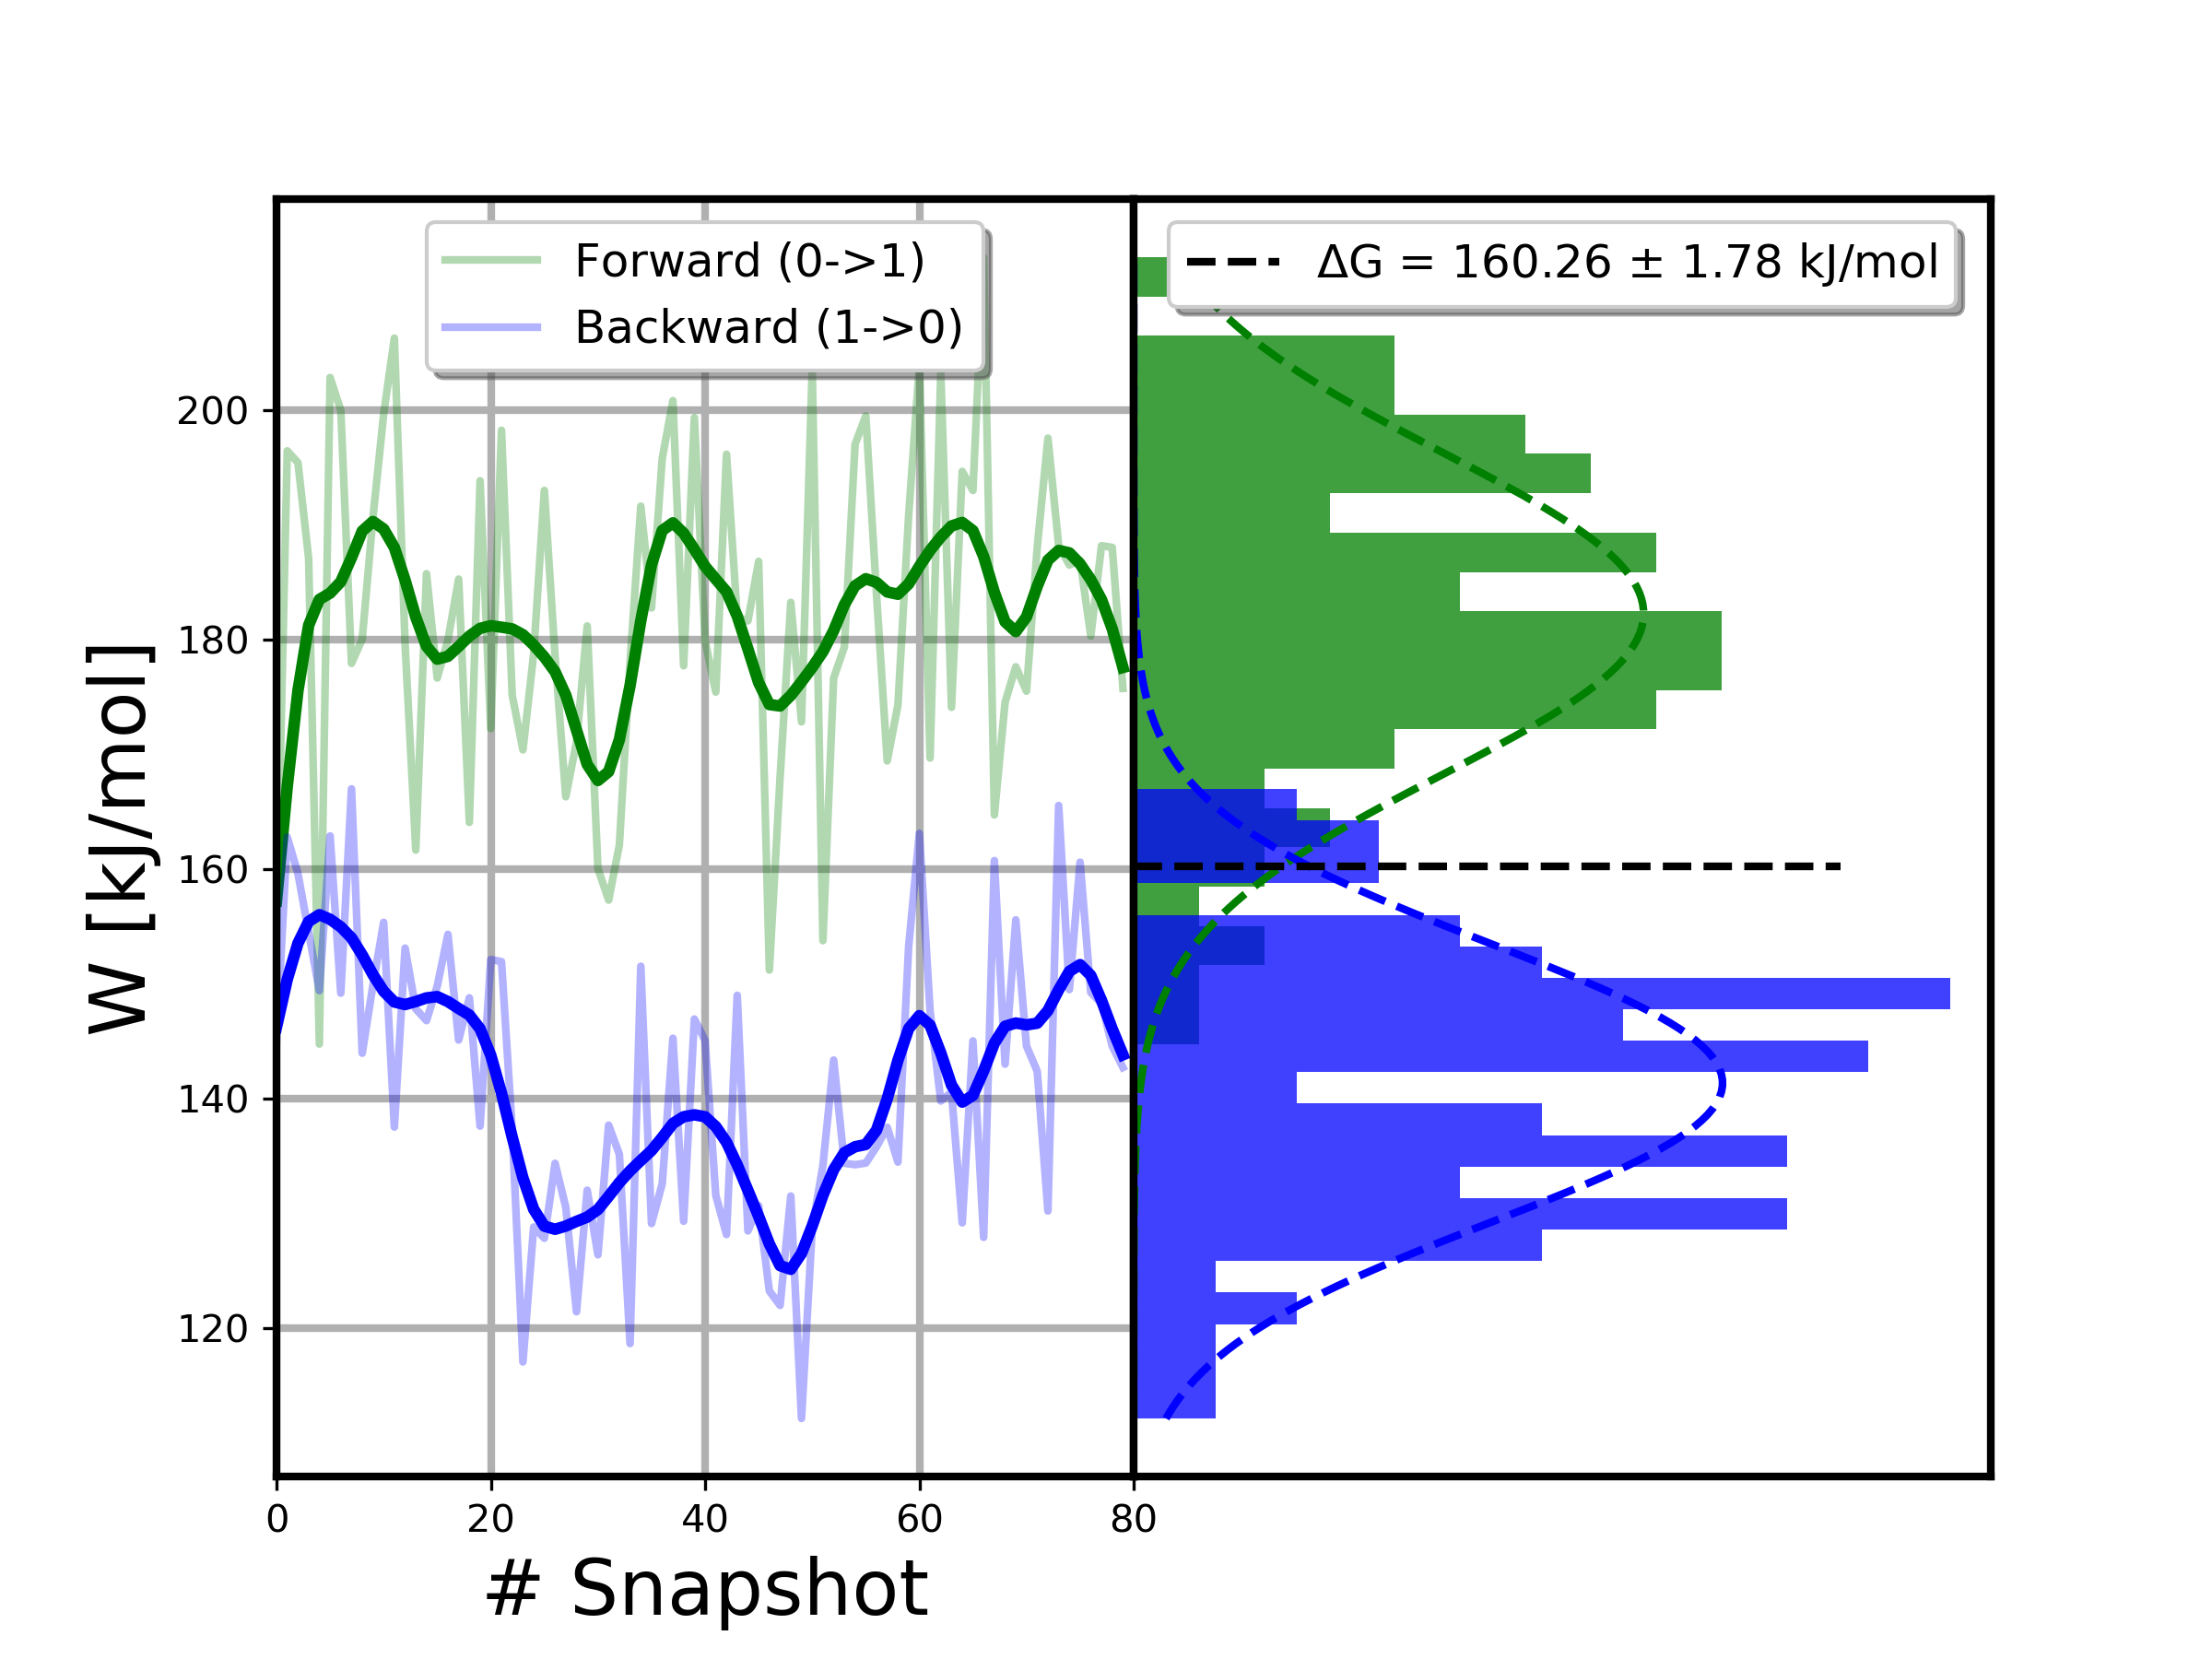 Forward (0->1)
Backward (1->0)
ΔG = 160.26 ± 1.78 kJ/mol
200
180
160
140
120
W [kJ/mol]
0
20
40
60
80
# Snapshot